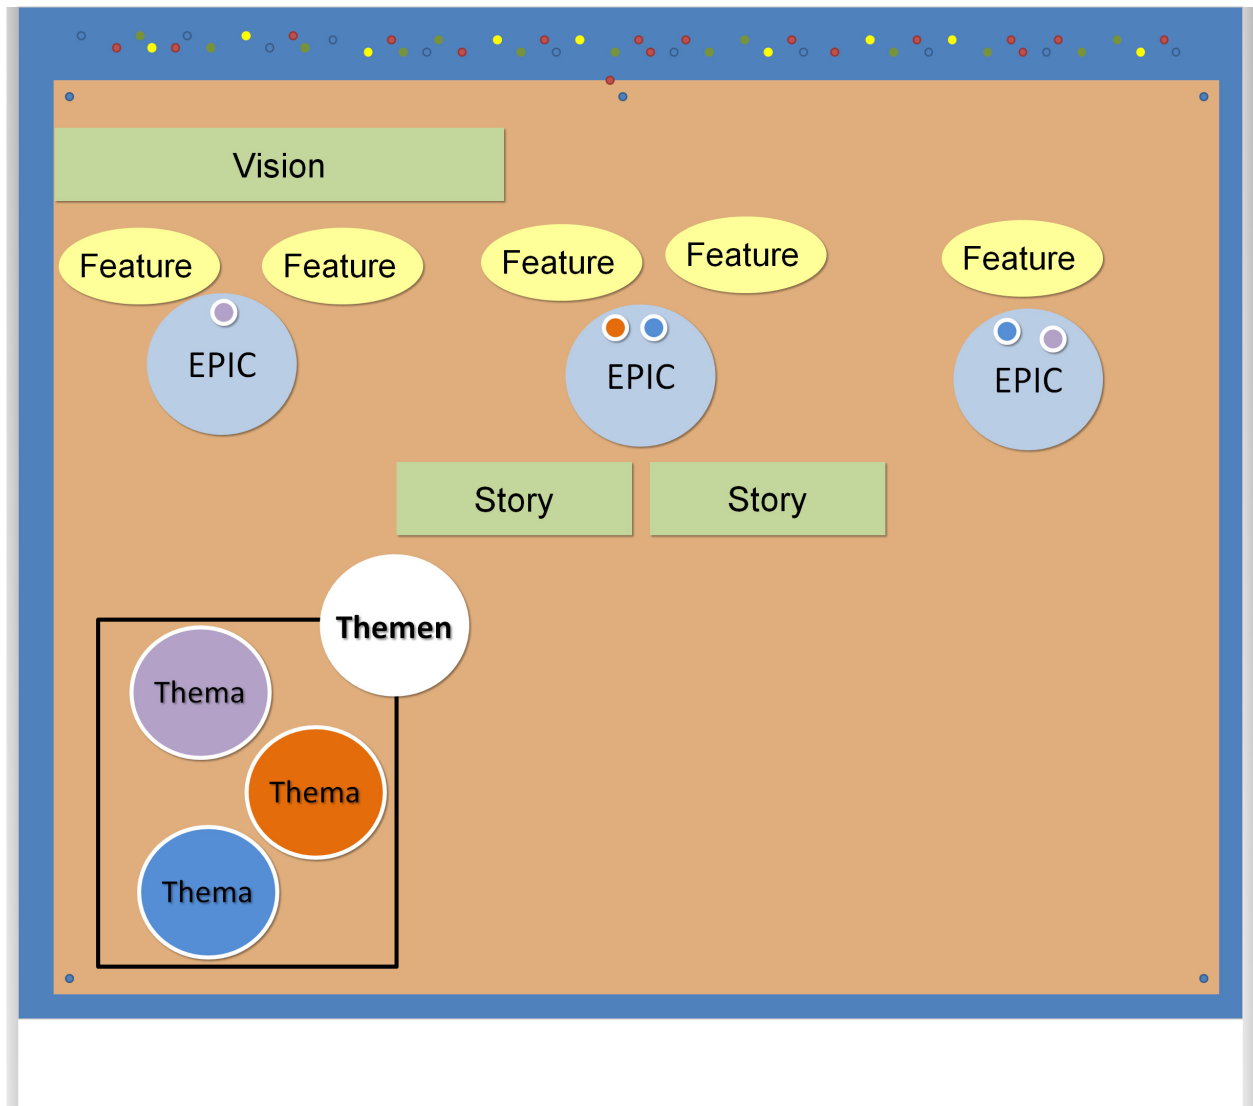 Vision
Feature
Feature
Feature
Feature
Feature
EPIC
EPIC
EPIC
Story
Story
Themen
Thema
Thema
Thema